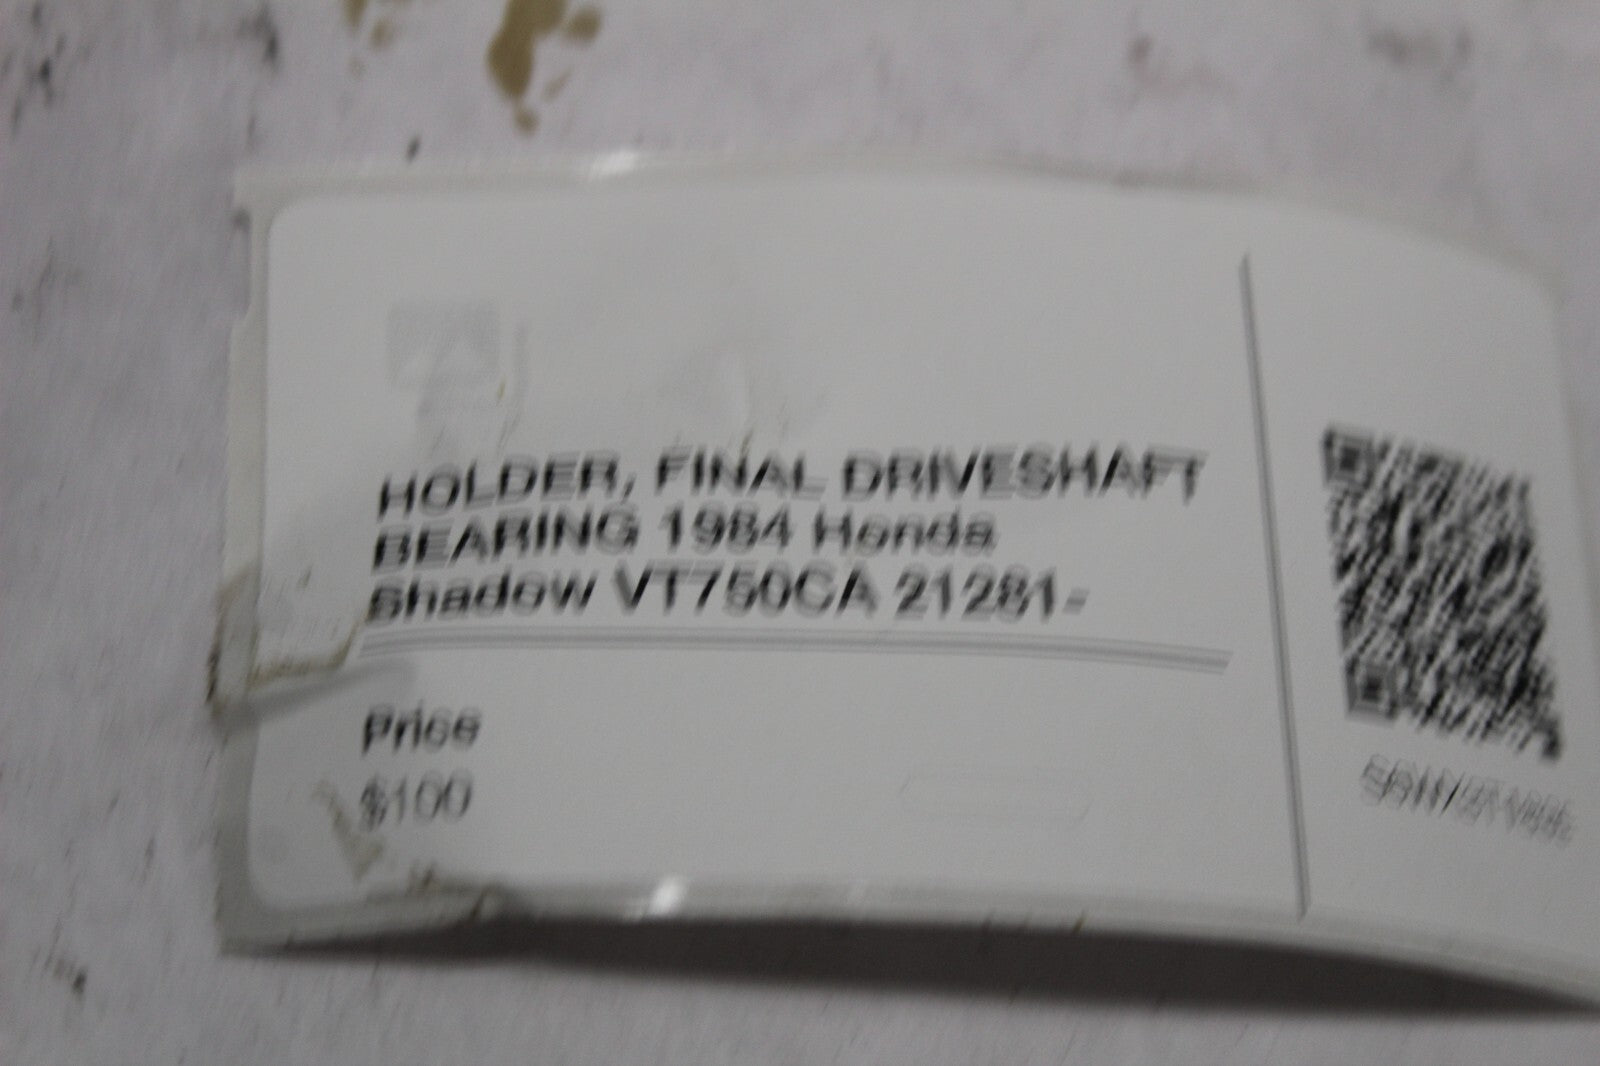 HOLDER, FINAL DRIVESHAFT
BEARING 1984 Honda
Shadow VT750CA 21281-
Price
$100